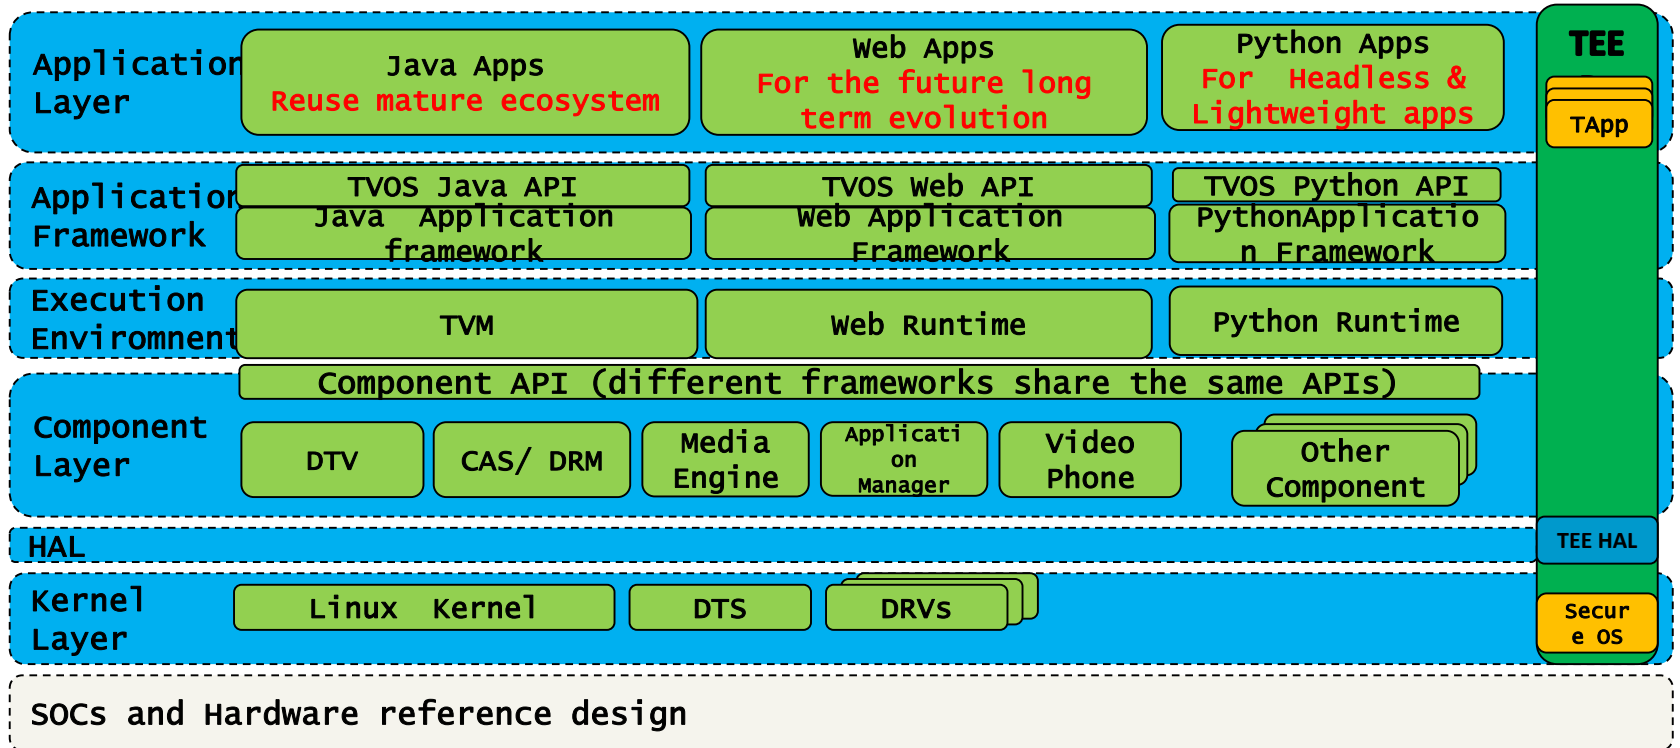 Application
Layer
Java Apps
Reuse mature ecosystem
Web Apps
For the future long
term evolution
Python Apps
For  Headless &
Lightweight apps
TEE
TApp
Application
Framework
TVOS Java API
Java  Application
framework
TVOS Web API
Web Application
Framework
TVOS Python API
PythonApplicatio
n Framework
Execution
Enviromnent
TVM
Web Runtime
Python Runtime
Component API (different frameworks share the same APIs)
Component
Layer
DTV
CAS/ DRM
Media
Engine
Applicati
on
Manager
Video
Phone
Other
Component
HAL
TEE HAL
Kernel
Layer
Linux  Kernel
DTS
DRVs
Secur
e OS
SOCs and Hardware reference design